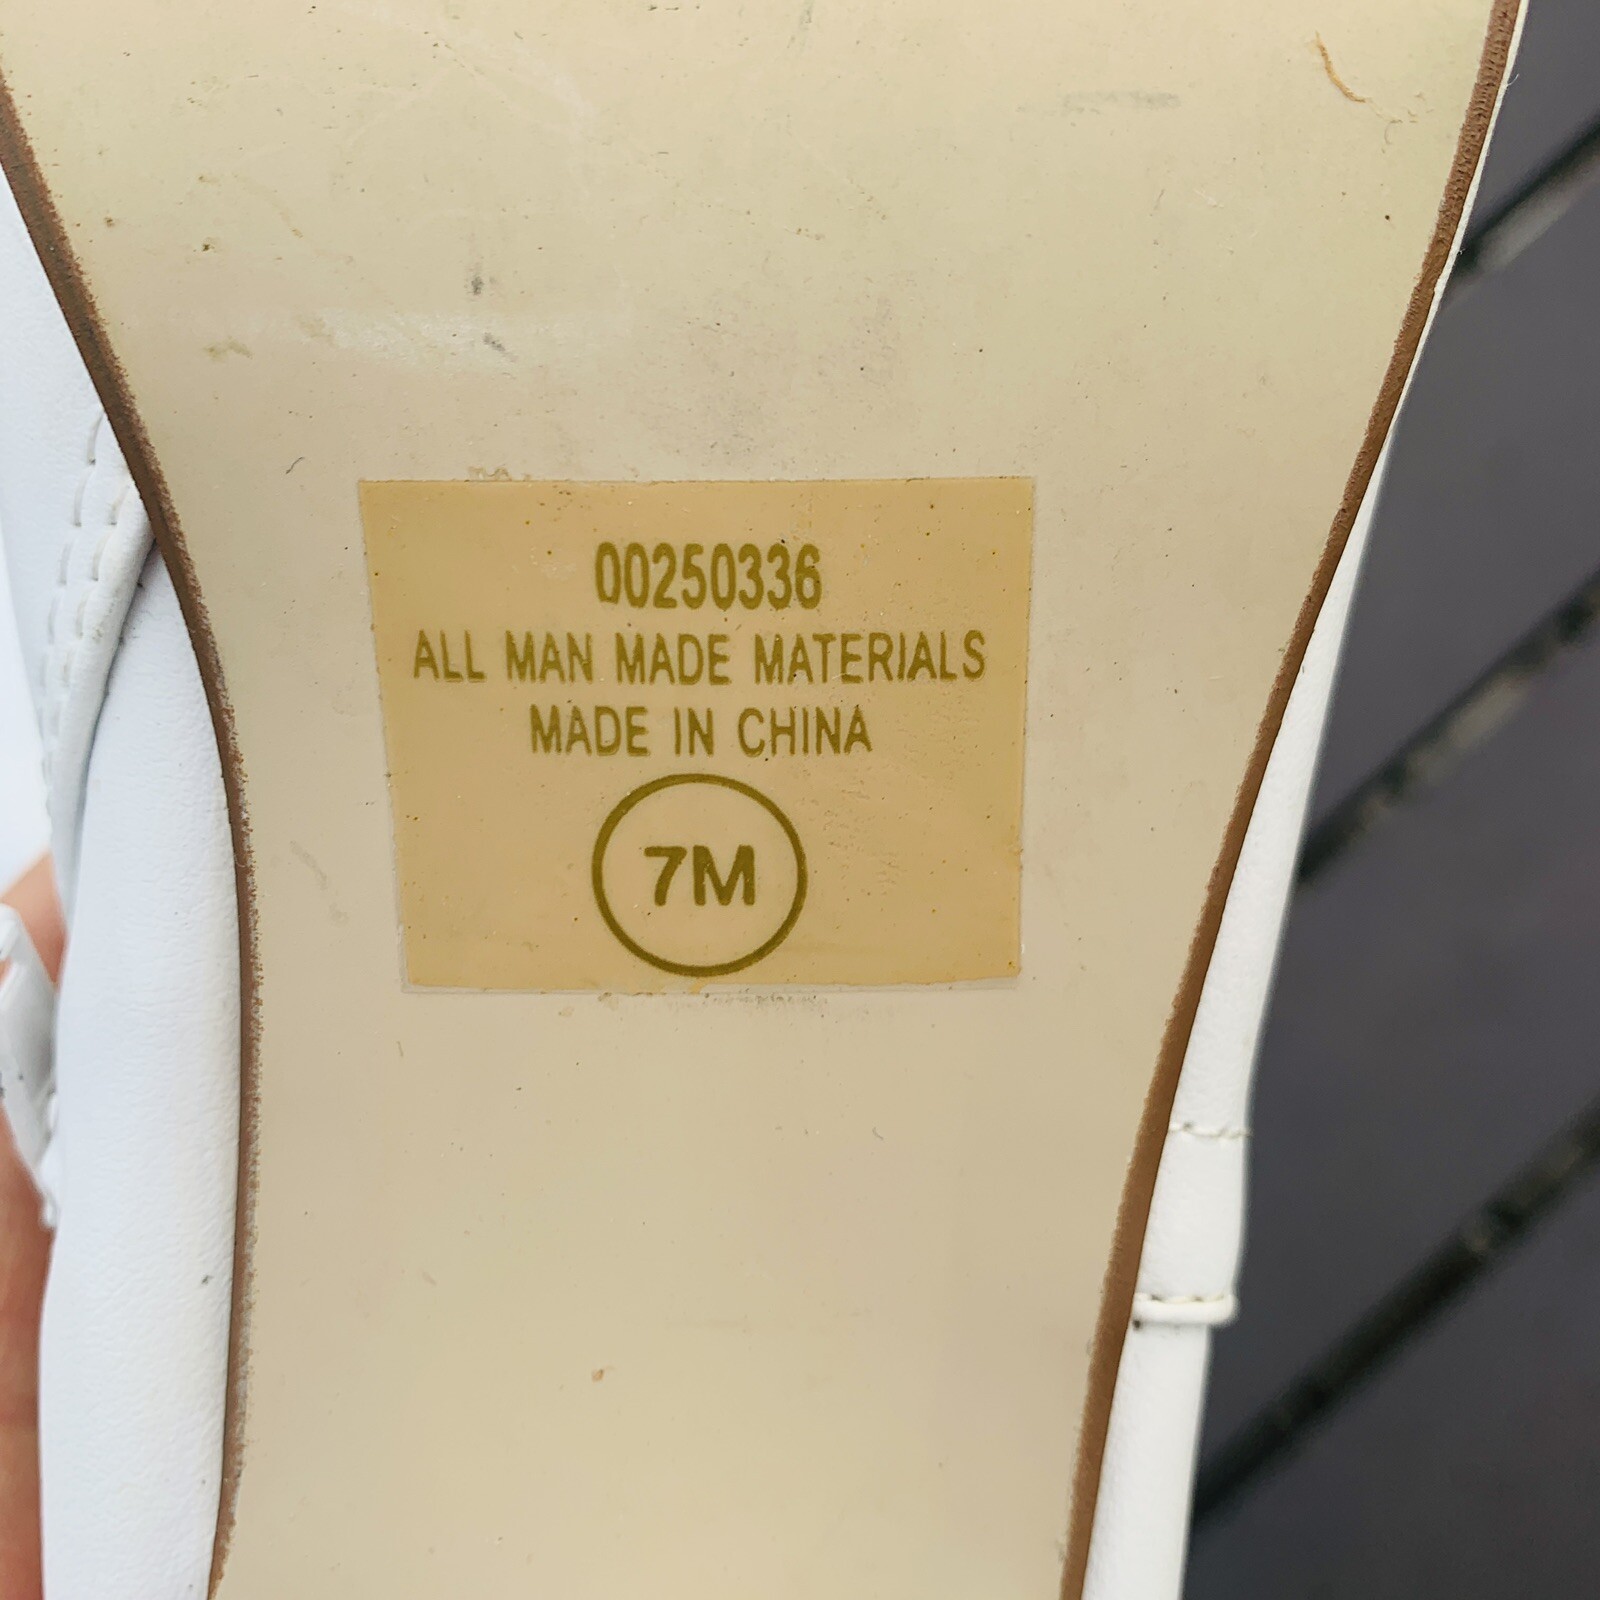 00250336
ALL MAN MADE MATERIALS
MADE IN CHINA
7M